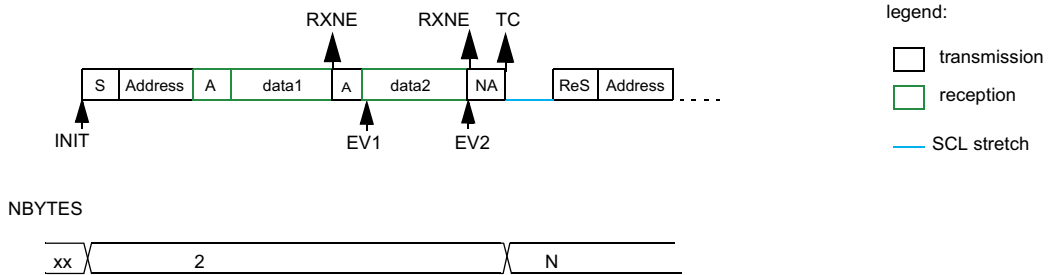 legend:
RXNE RXNE TC
transmission
S Address A data1 A data2 NA ReS Address
reception
INIT EV1 EV2
SCL stretch
NBYTES
xx 2 N